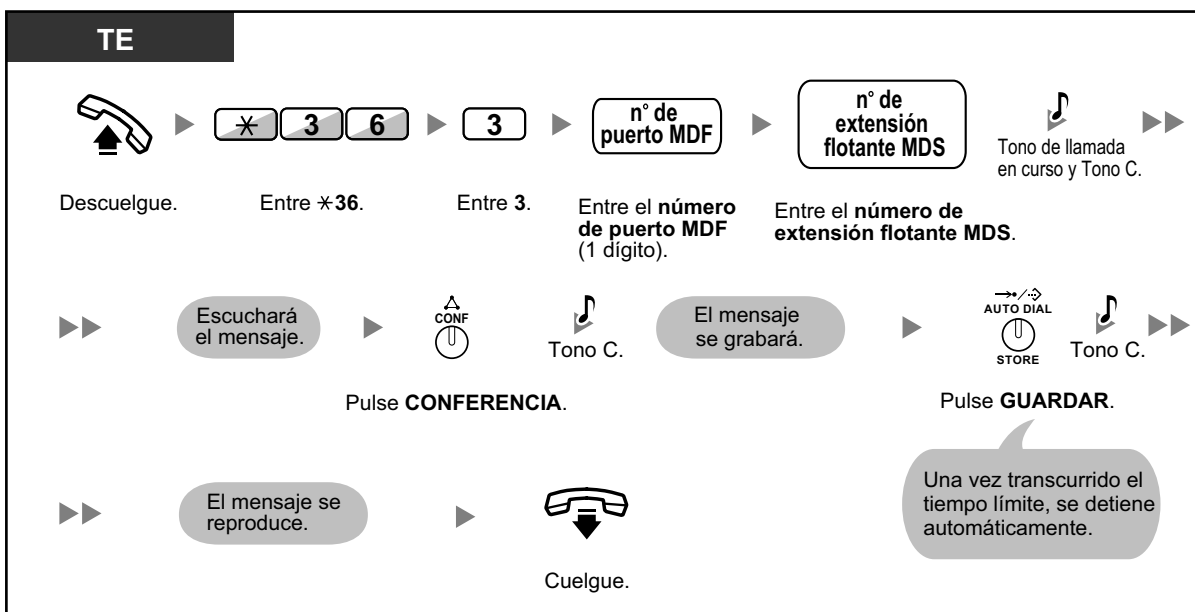 TE
✳ 3 6
3
n° de
puerto MDF
n° de
extensión
flotante MDS
Tono de llamada
en curso y Tono C.
Descuelgue.
Entre ✳36.
Entre 3.
Entre el número
de puerto MDF
(1 dígito).
Entre el número de
extensión flotante MDS.
Escuchará
el mensaje.
CONF
Tono C.
El mensaje
se grabará.
AUTO DIAL
STORE
Tono C.
Pulse CONFERENCIA.
Pulse GUARDAR.
Una vez transcurrido el
tiempo límite, se detiene
automáticamente.
El mensaje se
reproduce.
Cuelgue.